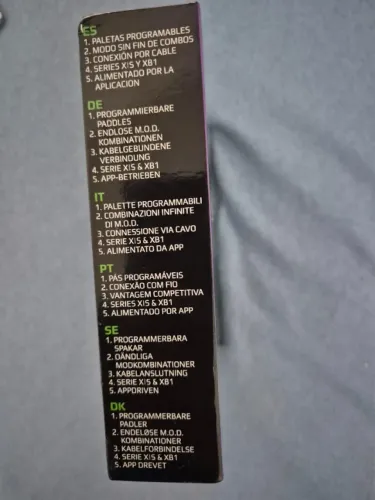 ES
1. PALETAS PROGRAMABLES
2. MODO SIN FIN DE COMBOS
3. CONEXIÓN POR CABLE
4. SERIES X|S Y XB1
5. ALIMENTADO POR LA
APLICACION
DE
1. PROGRAMMIERBARE
PADDLES
2. ENDLOSE M.O.D.
KOMBINATIONEN
3. KABELGEBUNDENE
VERBINDUNG
4. SERIE X|S & XB1
5. APP-BETRIEBEN
IT
1. PALETTE PROGRAMMABILI
2. COMBINAZIONI INFINITE
DI M.O.D.
3. CONNESSIONE VIA CAVO
4. SERIE X|S & XB1
5. ALIMENTATO DA APP
PT
1. PÁS PROGRAMÁVEIS
2. CONEXÃO COM FIO
3. VANTAGEM COMPETITIVA
4. SERIES X|S & XB1
5. ALIMENTADO POR APP
SE
1. PROGRAMMERBARA
SPAKAR
2. OÄNDLIGA
MODKOMBINATIONER
3. KABELANSLUTNING
4. SERIE X|S & XB1
5. APPDRIVEN
DK
1. PROGRAMMERBARE
PADLER
2. ENDELØSE M.O.D.
KOMBINATIONER
3. KABELFORBINDELSE
4. SERIE X|S & XB1
5. APP DREVET